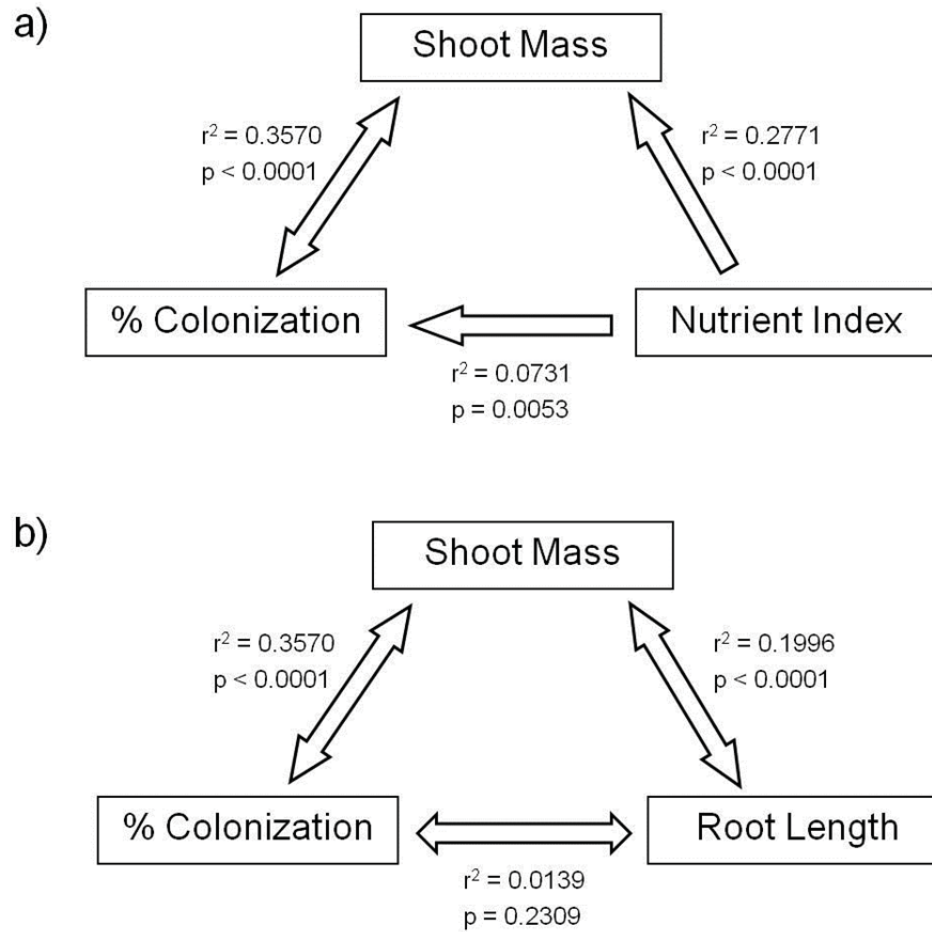 a)
Shoot Mass
r² = 0.3570
p < 0.0001
r² = 0.2771
p < 0.0001
% Colonization
Nutrient Index
r² = 0.0731
p = 0.0053
b)
Shoot Mass
r² = 0.3570
p < 0.0001
r² = 0.1996
p < 0.0001
% Colonization
Root Length
r² = 0.0139
p = 0.2309